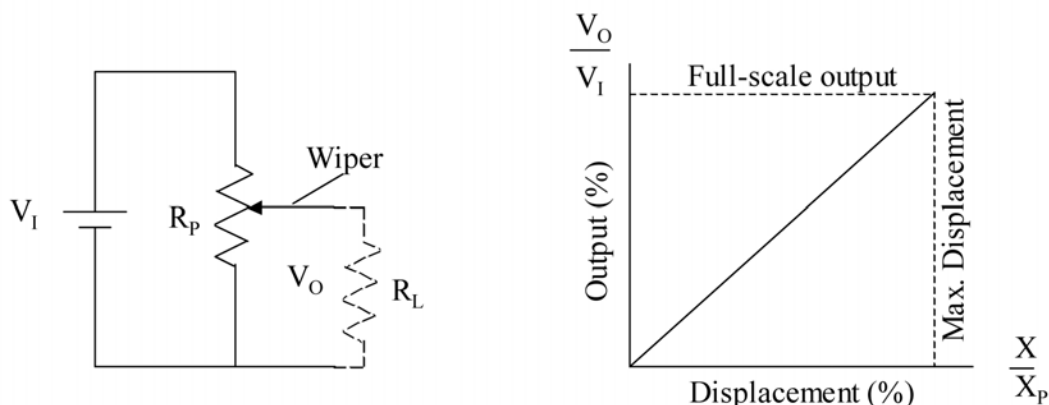 V_I
R_P
Wiper
V_O
R_L
V_O
V_I
Full-scale output
Output (%)
Max. Displacement
Displacement (%)
X
X_P